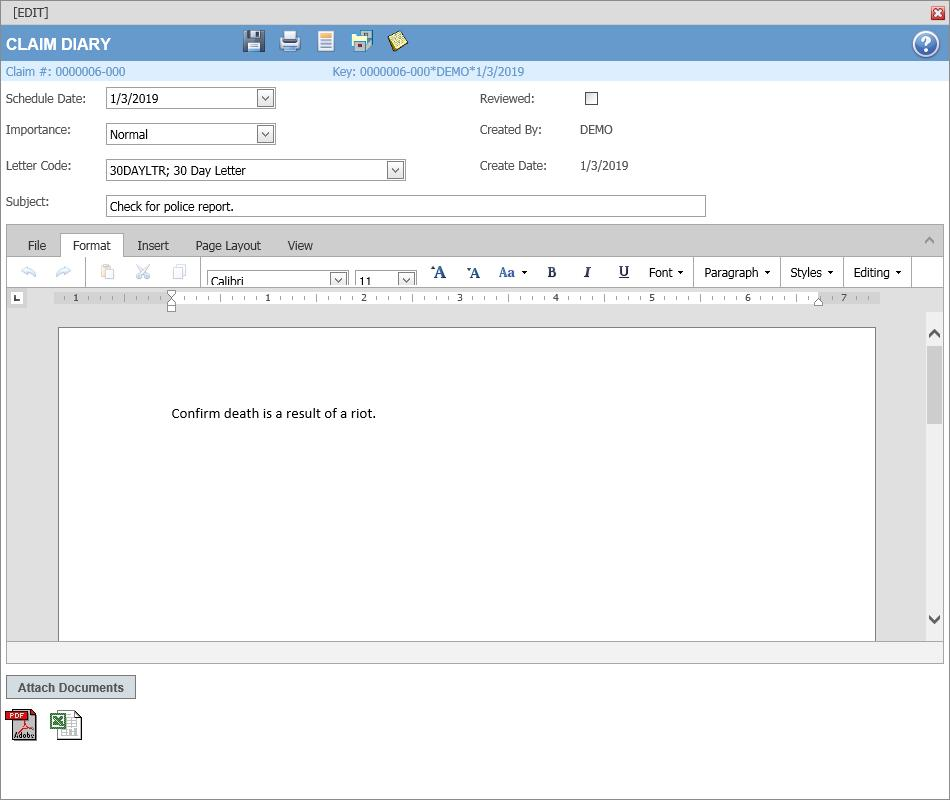 [EDIT]
CLAIM DIARY
Claim #: 0000006-000 Key: 0000006-000*DEMO*1/3/2019
Schedule Date: 1/3/2019 Reviewed:
Importance: Normal Created By: DEMO
Letter Code: 30DAYLTR; 30 Day Letter Create Date: 1/3/2019
Subject: Check for police report.
File Format Insert Page Layout View
Calibri 11 A A Aa B I U Font Paragraph Styles Editing
1 1 2 3 4 5 6 7
Confirm death is a result of a riot.
Attach Documents
PDF
Adobe